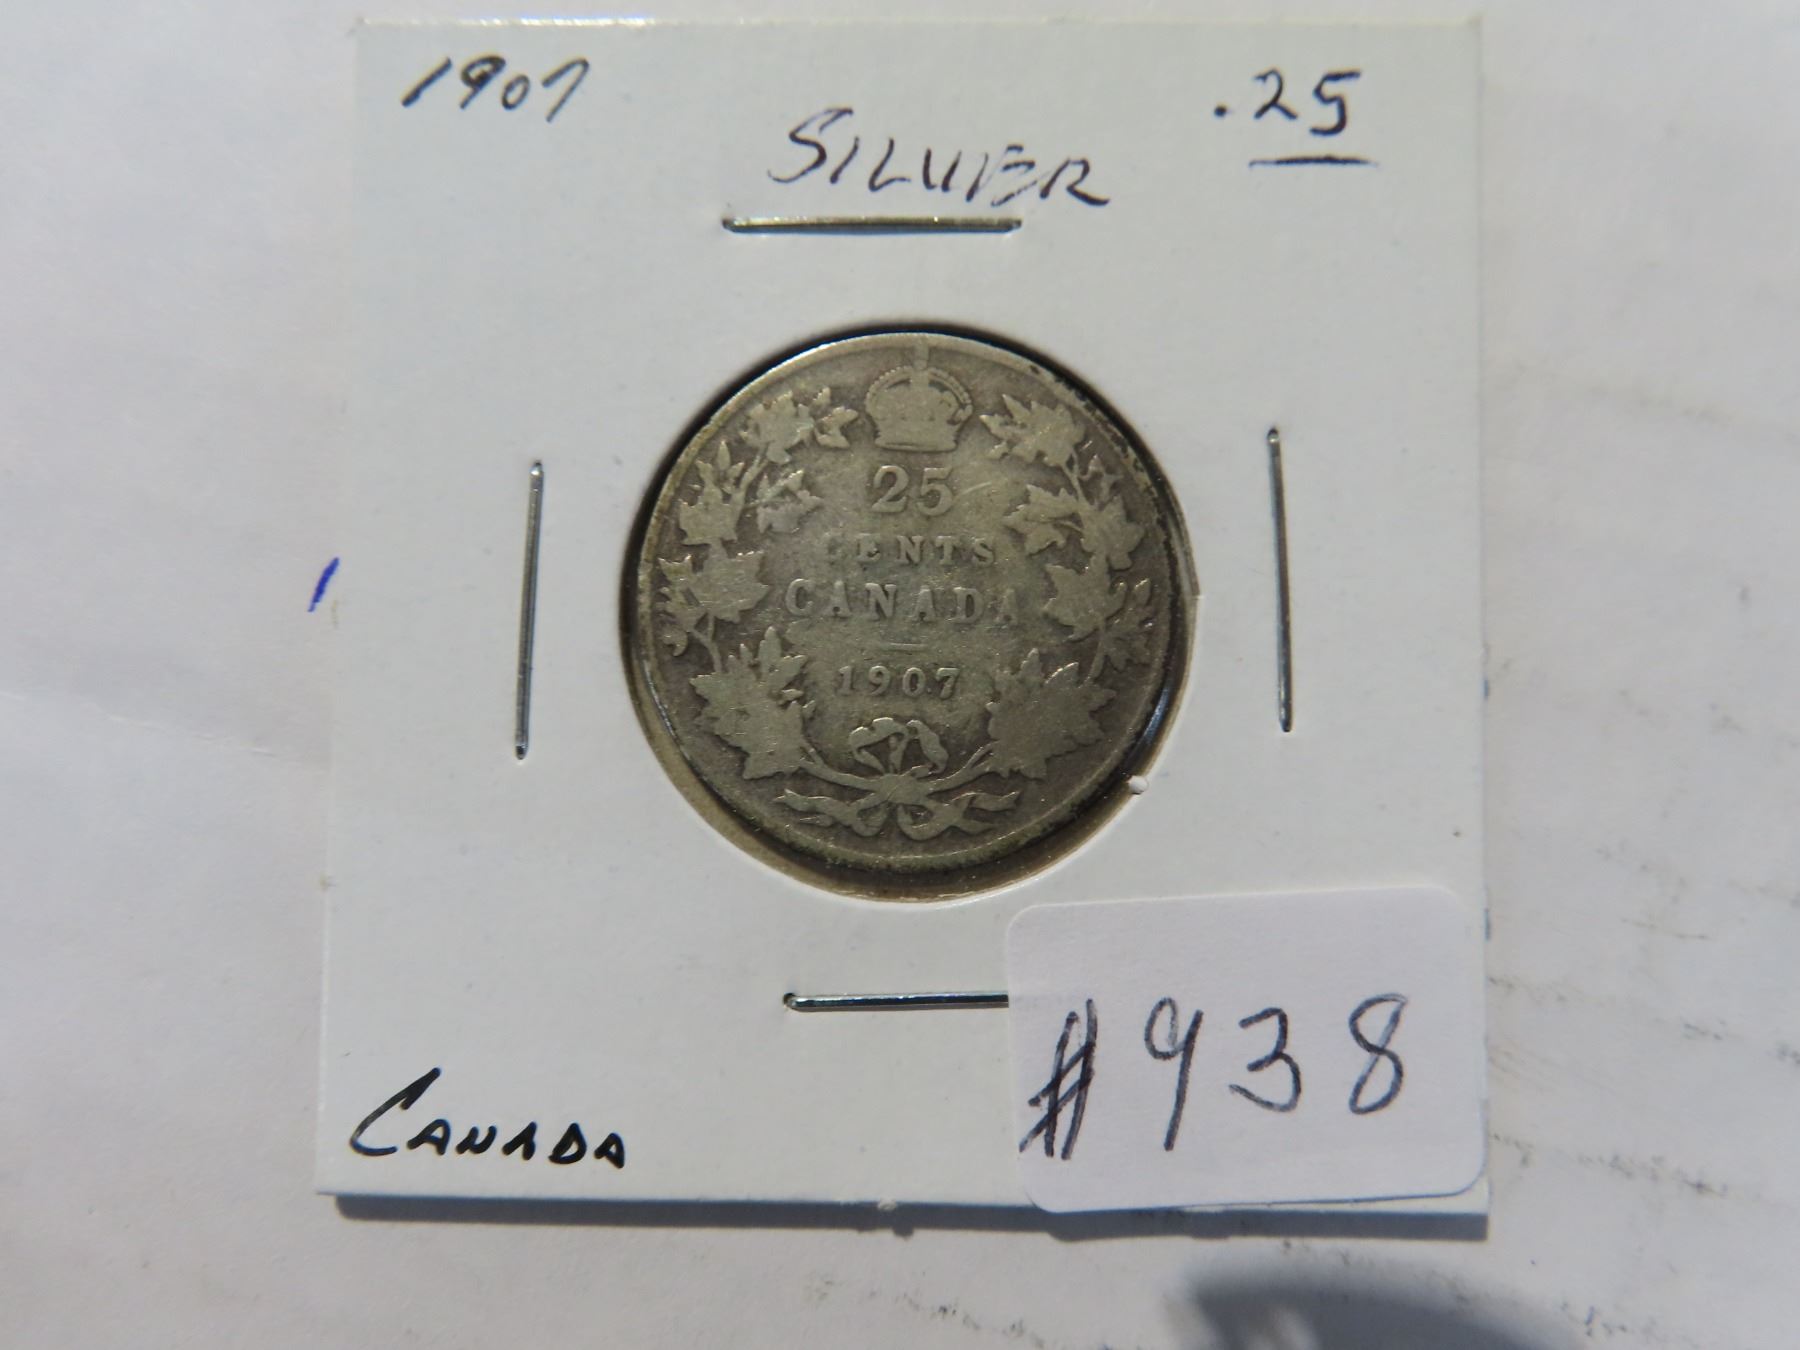 1907
.25
SILVER
25
CENTS
CANADA
1907
CANADA
#938